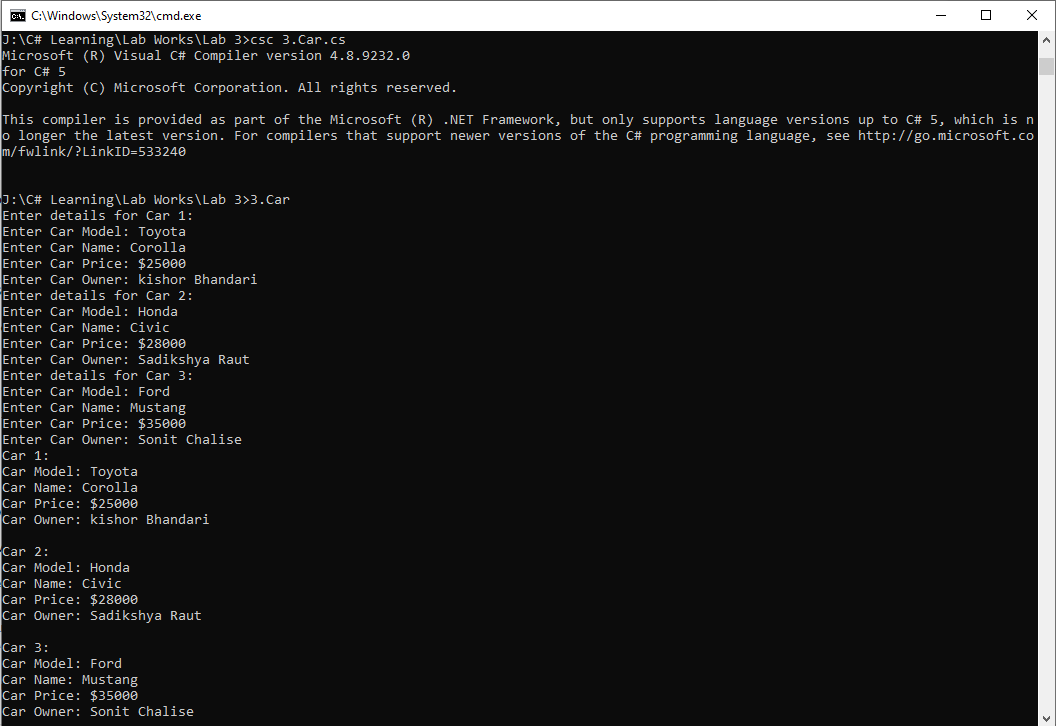 C:\Windows\System32\cmd.exe
J:\C# Learning\Lab Works\Lab 3>csc 3.Car.cs
Microsoft (R) Visual C# Compiler version 4.8.9232.0
for C# 5
Copyright (C) Microsoft Corporation. All rights reserved.
This compiler is provided as part of the Microsoft (R) .NET Framework, but only supports language versions up to C# 5, which is n
o longer the latest version. For compilers that support newer versions of the C# programming language, see http://go.microsoft.co
m/fwlink/?LinkID=533240
J:\C# Learning\Lab Works\Lab 3>3.Car
Enter details for Car 1:
Enter Car Model: Toyota
Enter Car Name: Corolla
Enter Car Price: $25000
Enter Car Owner: kishor Bhandari
Enter details for Car 2:
Enter Car Model: Honda
Enter Car Name: Civic
Enter Car Price: $28000
Enter Car Owner: Sadikshya Raut
Enter details for Car 3:
Enter Car Model: Ford
Enter Car Name: Mustang
Enter Car Price: $35000
Enter Car Owner: Sonit Chalise
Car 1:
Car Model: Toyota
Car Name: Corolla
Car Price: $25000
Car Owner: kishor Bhandari
Car 2:
Car Model: Honda
Car Name: Civic
Car Price: $28000
Car Owner: Sadikshya Raut
Car 3:
Car Model: Ford
Car Name: Mustang
Car Price: $35000
Car Owner: Sonit Chalise